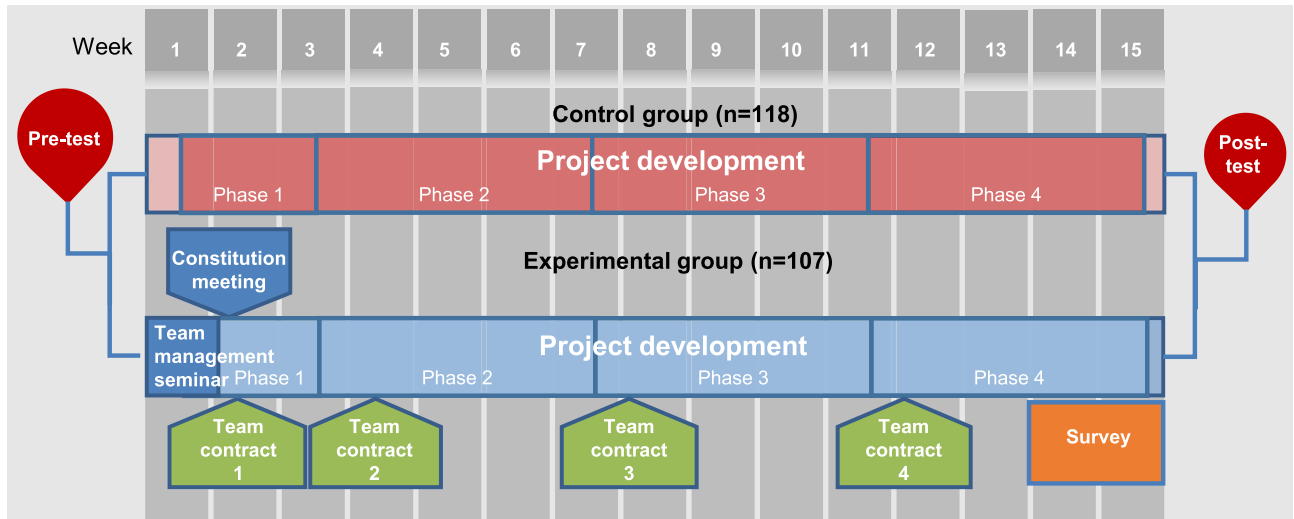 Week 1 2 3 4 5 6 7 8 9 10 11 12 13 14 15
Control group (n=118)
Pre-test
Post-
test
Project development
Phase 1 Phase 2 Phase 3 Phase 4
Constitution
meeting
Experimental group (n=107)
Team
management
seminar
Project development
Phase 1 Phase 2 Phase 3 Phase 4
Team
contract
1
Team
contract
2
Team
contract
3
Team
contract
4
Survey